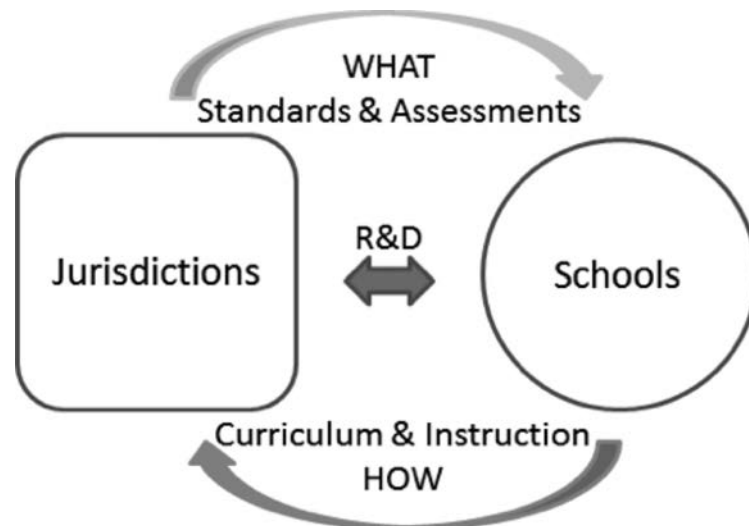 WHAT
Standards & Assessments
R&D
Jurisdictions
Schools
Curriculum & Instruction
HOW